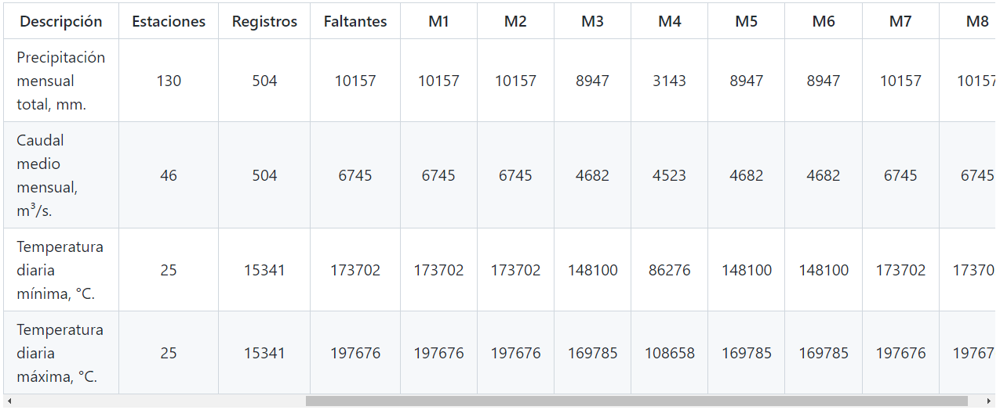 Descripción Estaciones Registros Faltantes M1 M2 M3 M4 M5 M6 M7 M8
Precipitación
mensual
total, mm.
130 504 10157 10157 10157 8947 3143 8947 8947 10157 10157
Caudal
medio
mensual,
m³/s.
46 504 6745 6745 6745 4682 4523 4682 4682 6745 6745
Temperatura
diaria
mínima, °C.
25 15341 173702 173702 173702 148100 86276 148100 148100 173702 17370
Temperatura
diaria
máxima, °C.
25 15341 197676 197676 197676 169785 108658 169785 169785 197676 19767